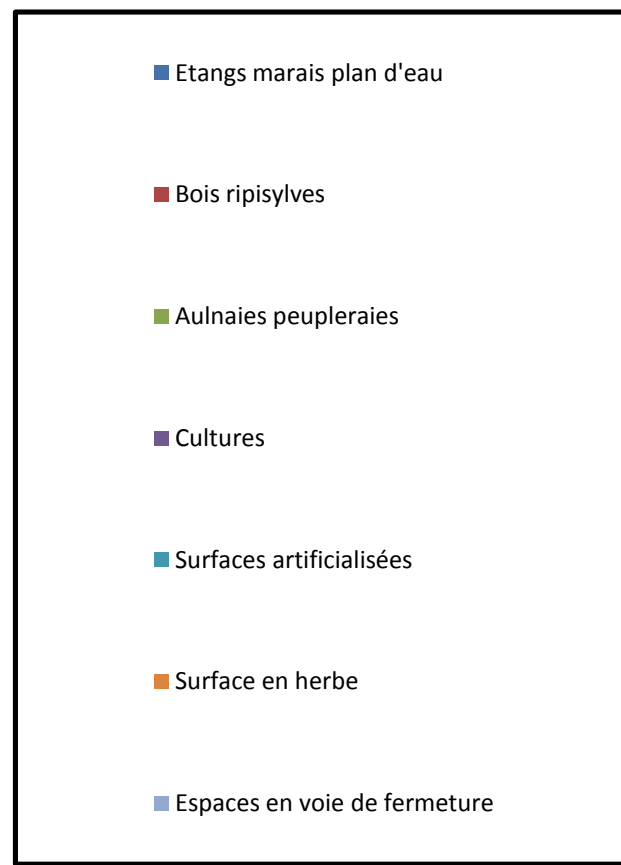 Etangs marais plan d'eau
Bois ripisylves
Aulnaies peupleraies
Cultures
Surfaces artificialisées
Surface en herbe
Espaces en voie de fermeture